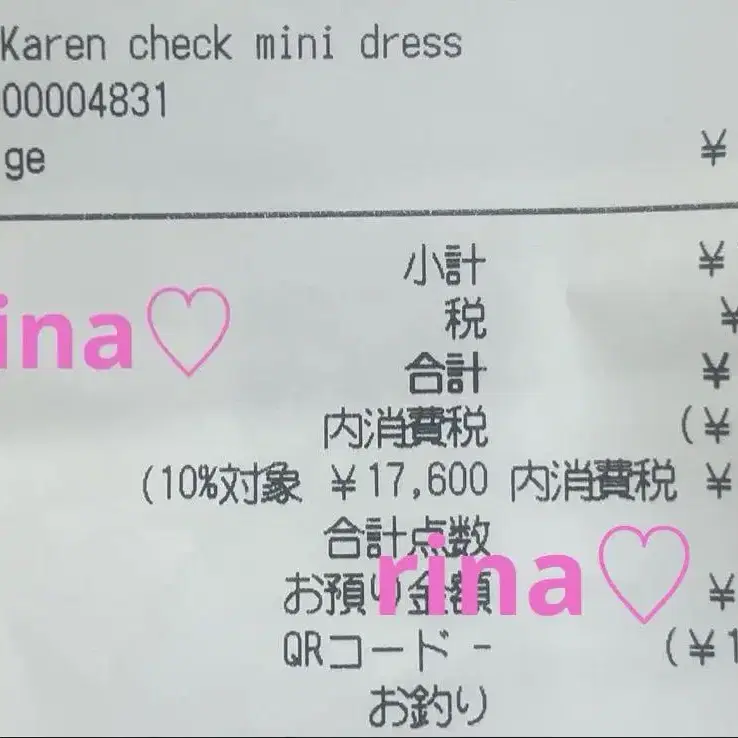 Karen check mini dress
00004831
ge ¥
小計 ¥
税 ¥
ina♡
合計 ¥
内消費税 (¥
(10%対象 ¥17,600 内消費税 ¥
合計点数
rina♡
お預り金額 ¥
QRコード - (¥1
お釣り